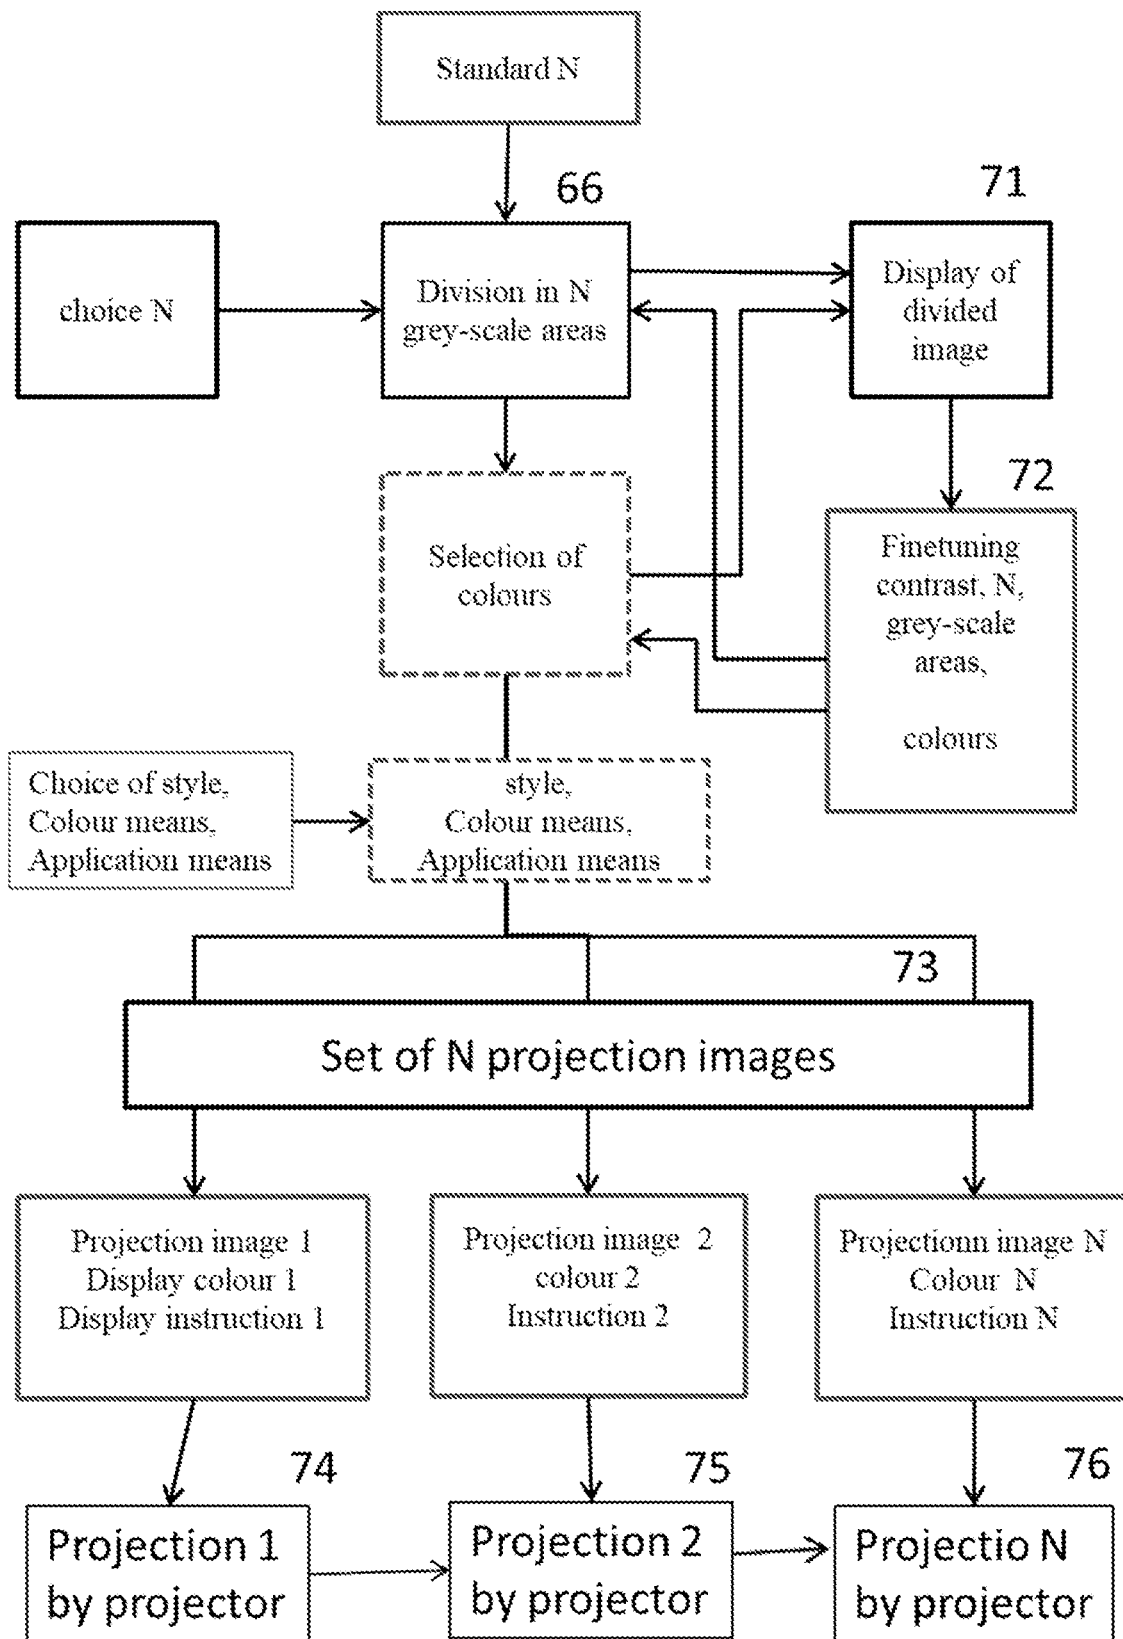 Standard N
66
71
choice N
Division in N
grey-scale areas
Display of
divided
image
72
Selection of
colours
Finetuning
contrast, N,
grey-scale
areas,
colours
Choice of style,
Colour means,
Application means
style,
Colour means,
Application means
73
Set of N projection images
Projection image 1
Display colour 1
Display instruction 1
Projection image 2
colour 2
Instruction 2
Projectionn image N
Colour N
Instruction N
74
75
76
Projection 1
by projector
Projection 2
by projector
Projectio N
by projector